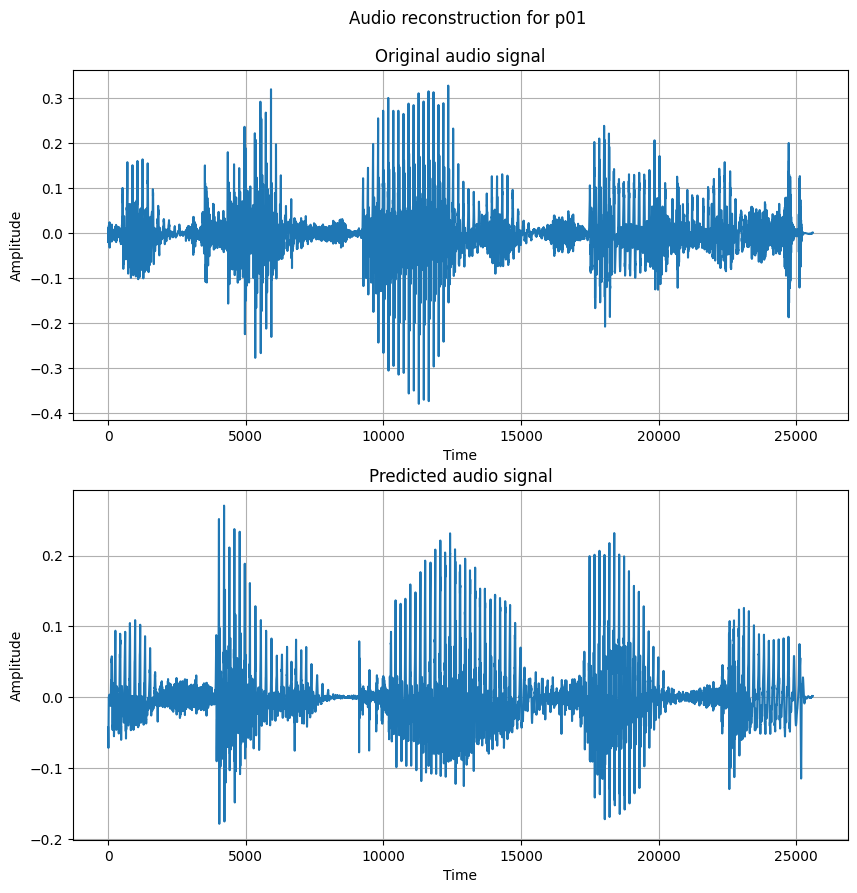 Audio reconstruction for p01
Original audio signal
0.3
0.2
0.1
0.0
−0.1
−0.2
−0.3
−0.4
Amplitude
0 5000 10000 15000 20000 25000
Time
Predicted audio signal
0.2
0.1
0.0
−0.1
−0.2
Amplitude
0 5000 10000 15000 20000 25000
Time